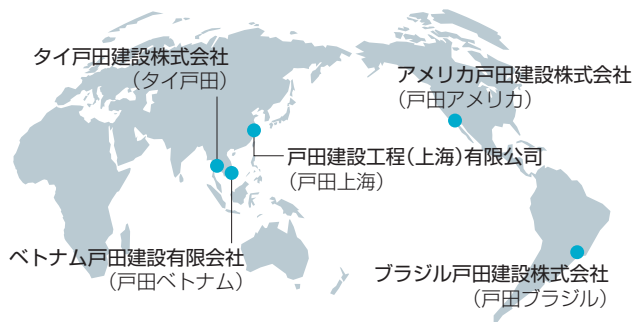 タイ戸田建設株式会社
(タイ戸田)
アメリカ戸田建設株式会社
(戸田アメリカ)
戸田建設工程(上海)有限公司
(戸田上海)
ベトナム戸田建設有限会社
(戸田ベトナム)
ブラジル戸田建設株式会社
(戸田ブラジル)